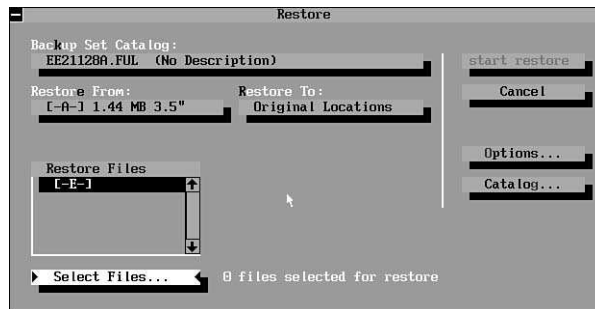 Restore
Backup Set Catalog:
EE21128A.FUL (No Description)
start restore
Restore From:
Restore To:
Cancel
[-A-] 1.44 MB 3.5"
Original Locations
Options...
Restore Files
[-E-]
Catalog...
Select Files...
0 files selected for restore